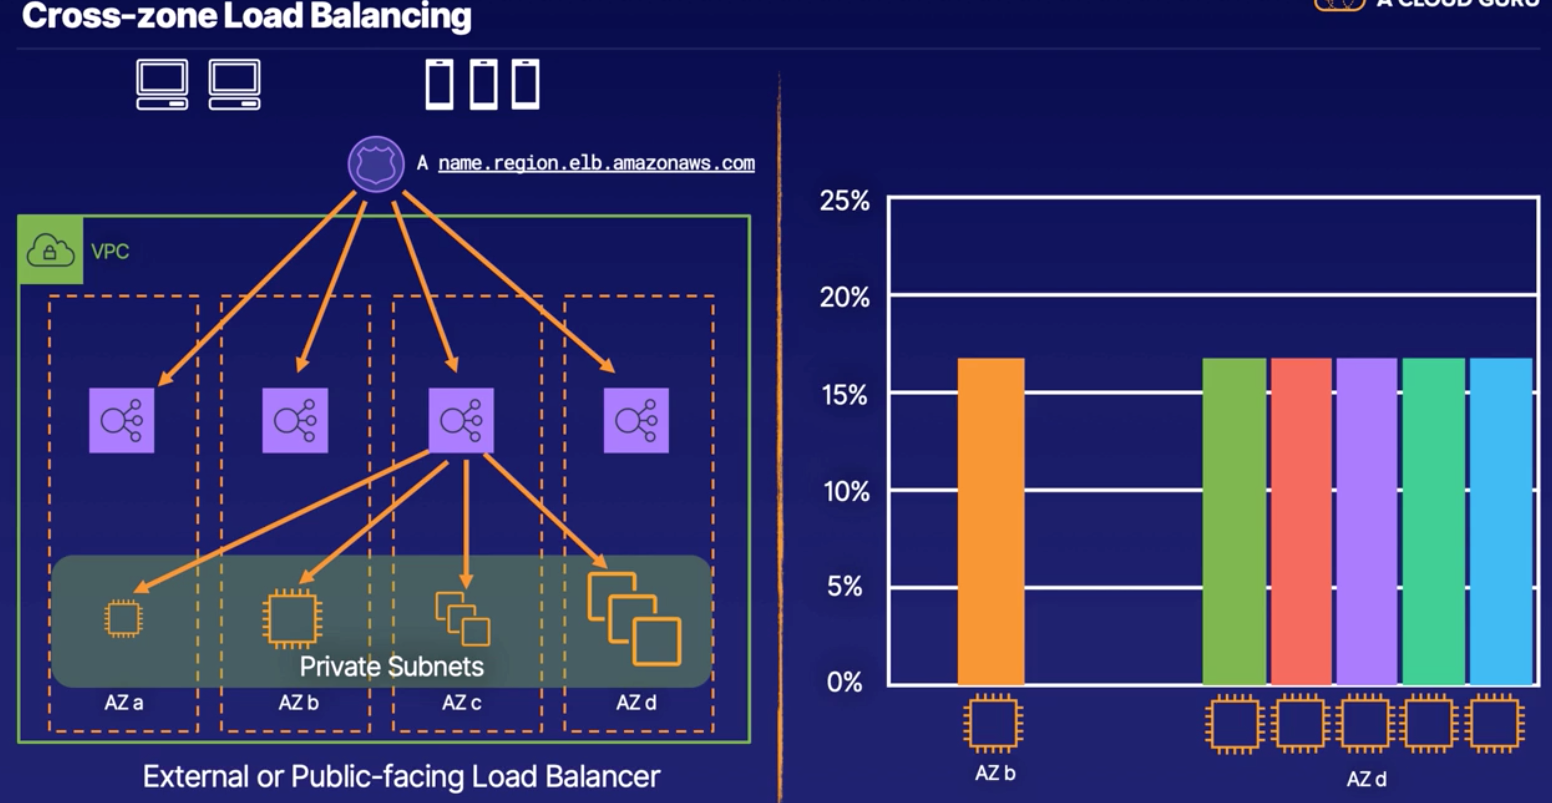 Cross-zone Load Balancing
A CLOUD GURU
A name.region.elb.amazonaws.com
VPC
Private Subnets
AZ a
AZ b
AZ c
AZ d
External or Public-facing Load Balancer
25%
20%
15%
10%
5%
0%
AZ b
AZ d